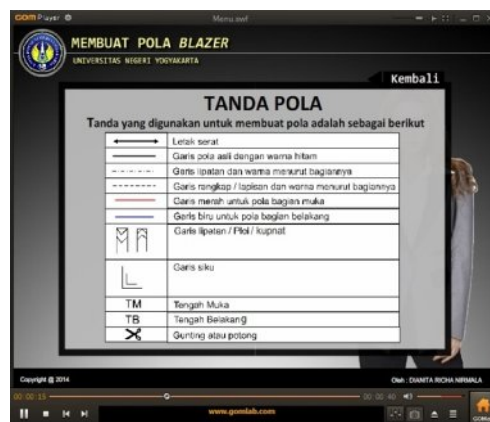 GOM Player
Menu.swf
MEMBUAT POLA BLAZER
UNIVERSITAS NEGERI YOGYAKARTA
Kembali
TANDA POLA
Tanda yang digunakan untuk membuat pola adalah sebagai berikut
Letak serat
Garis pola asli dengan warna hitam
Garis lipatan dan warna menurut bagiannya
Garis rangkap / lapisan dan warna menurut bagiannya
Garis merah untuk pola bagian muka
Garis biru untuk pola bagian belakang
Garis lipatan / Ploi / kupnat
Garis siku
TM Tengah Muka
TB Tengah Belakang
Gunting atau potong
Copyright @ 2014
Oleh : DIANITA RICHA NIRMALA
00 00 15
00 00 40
www.gomlab.com